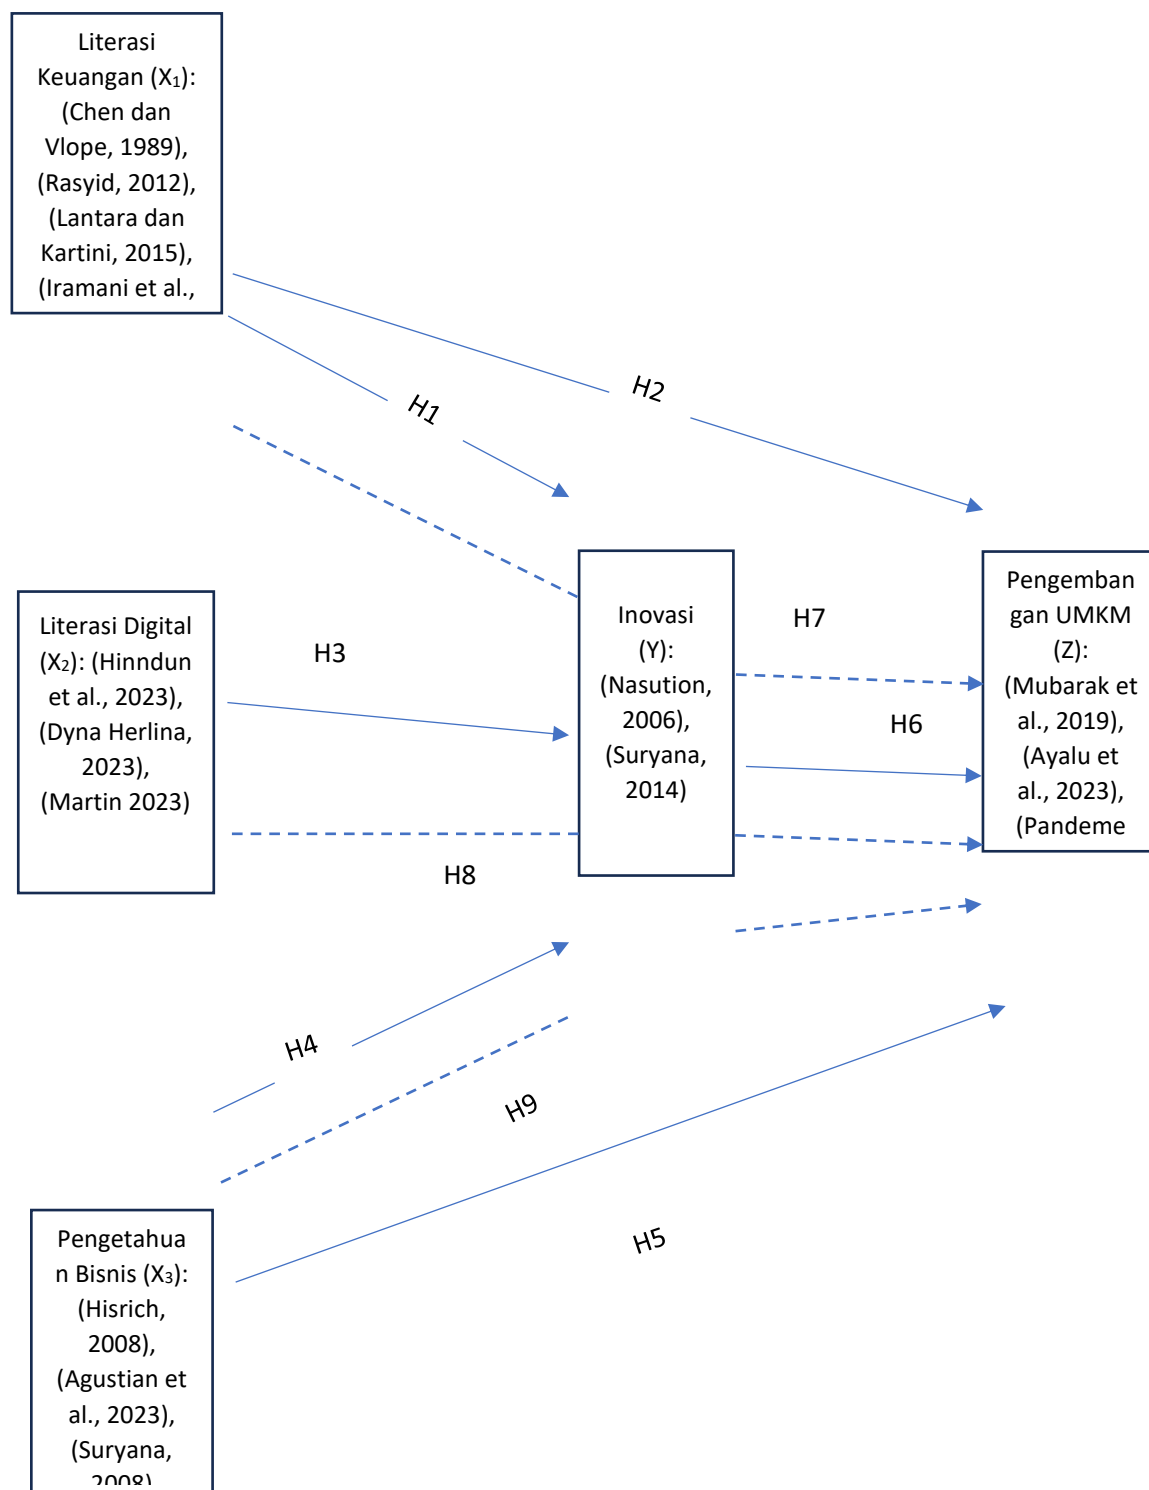 Literasi
Keuangan (X₁):
(Chen dan
Vlope, 1989),
(Rasyid, 2012),
(Lantara dan
Kartini, 2015),
(Iramani et al.,
H2
H1
Literasi Digital
(X₂): (Hinndun
et al., 2023),
(Dyna Herlina,
2023),
(Martin 2023)
H3
Inovasi
(Y):
(Nasution,
2006),
(Suryana,
2014)
H7
H6
Pengemban
gan UMKM
(Z):
(Mubarak et
al., 2019),
(Ayalu et
al., 2023),
(Pandeme
H8
H4
H9
H5
Pengetahua
n Bisnis (X₃):
(Hisrich,
2008),
(Agustian et
al., 2023),
(Suryana,
2008)